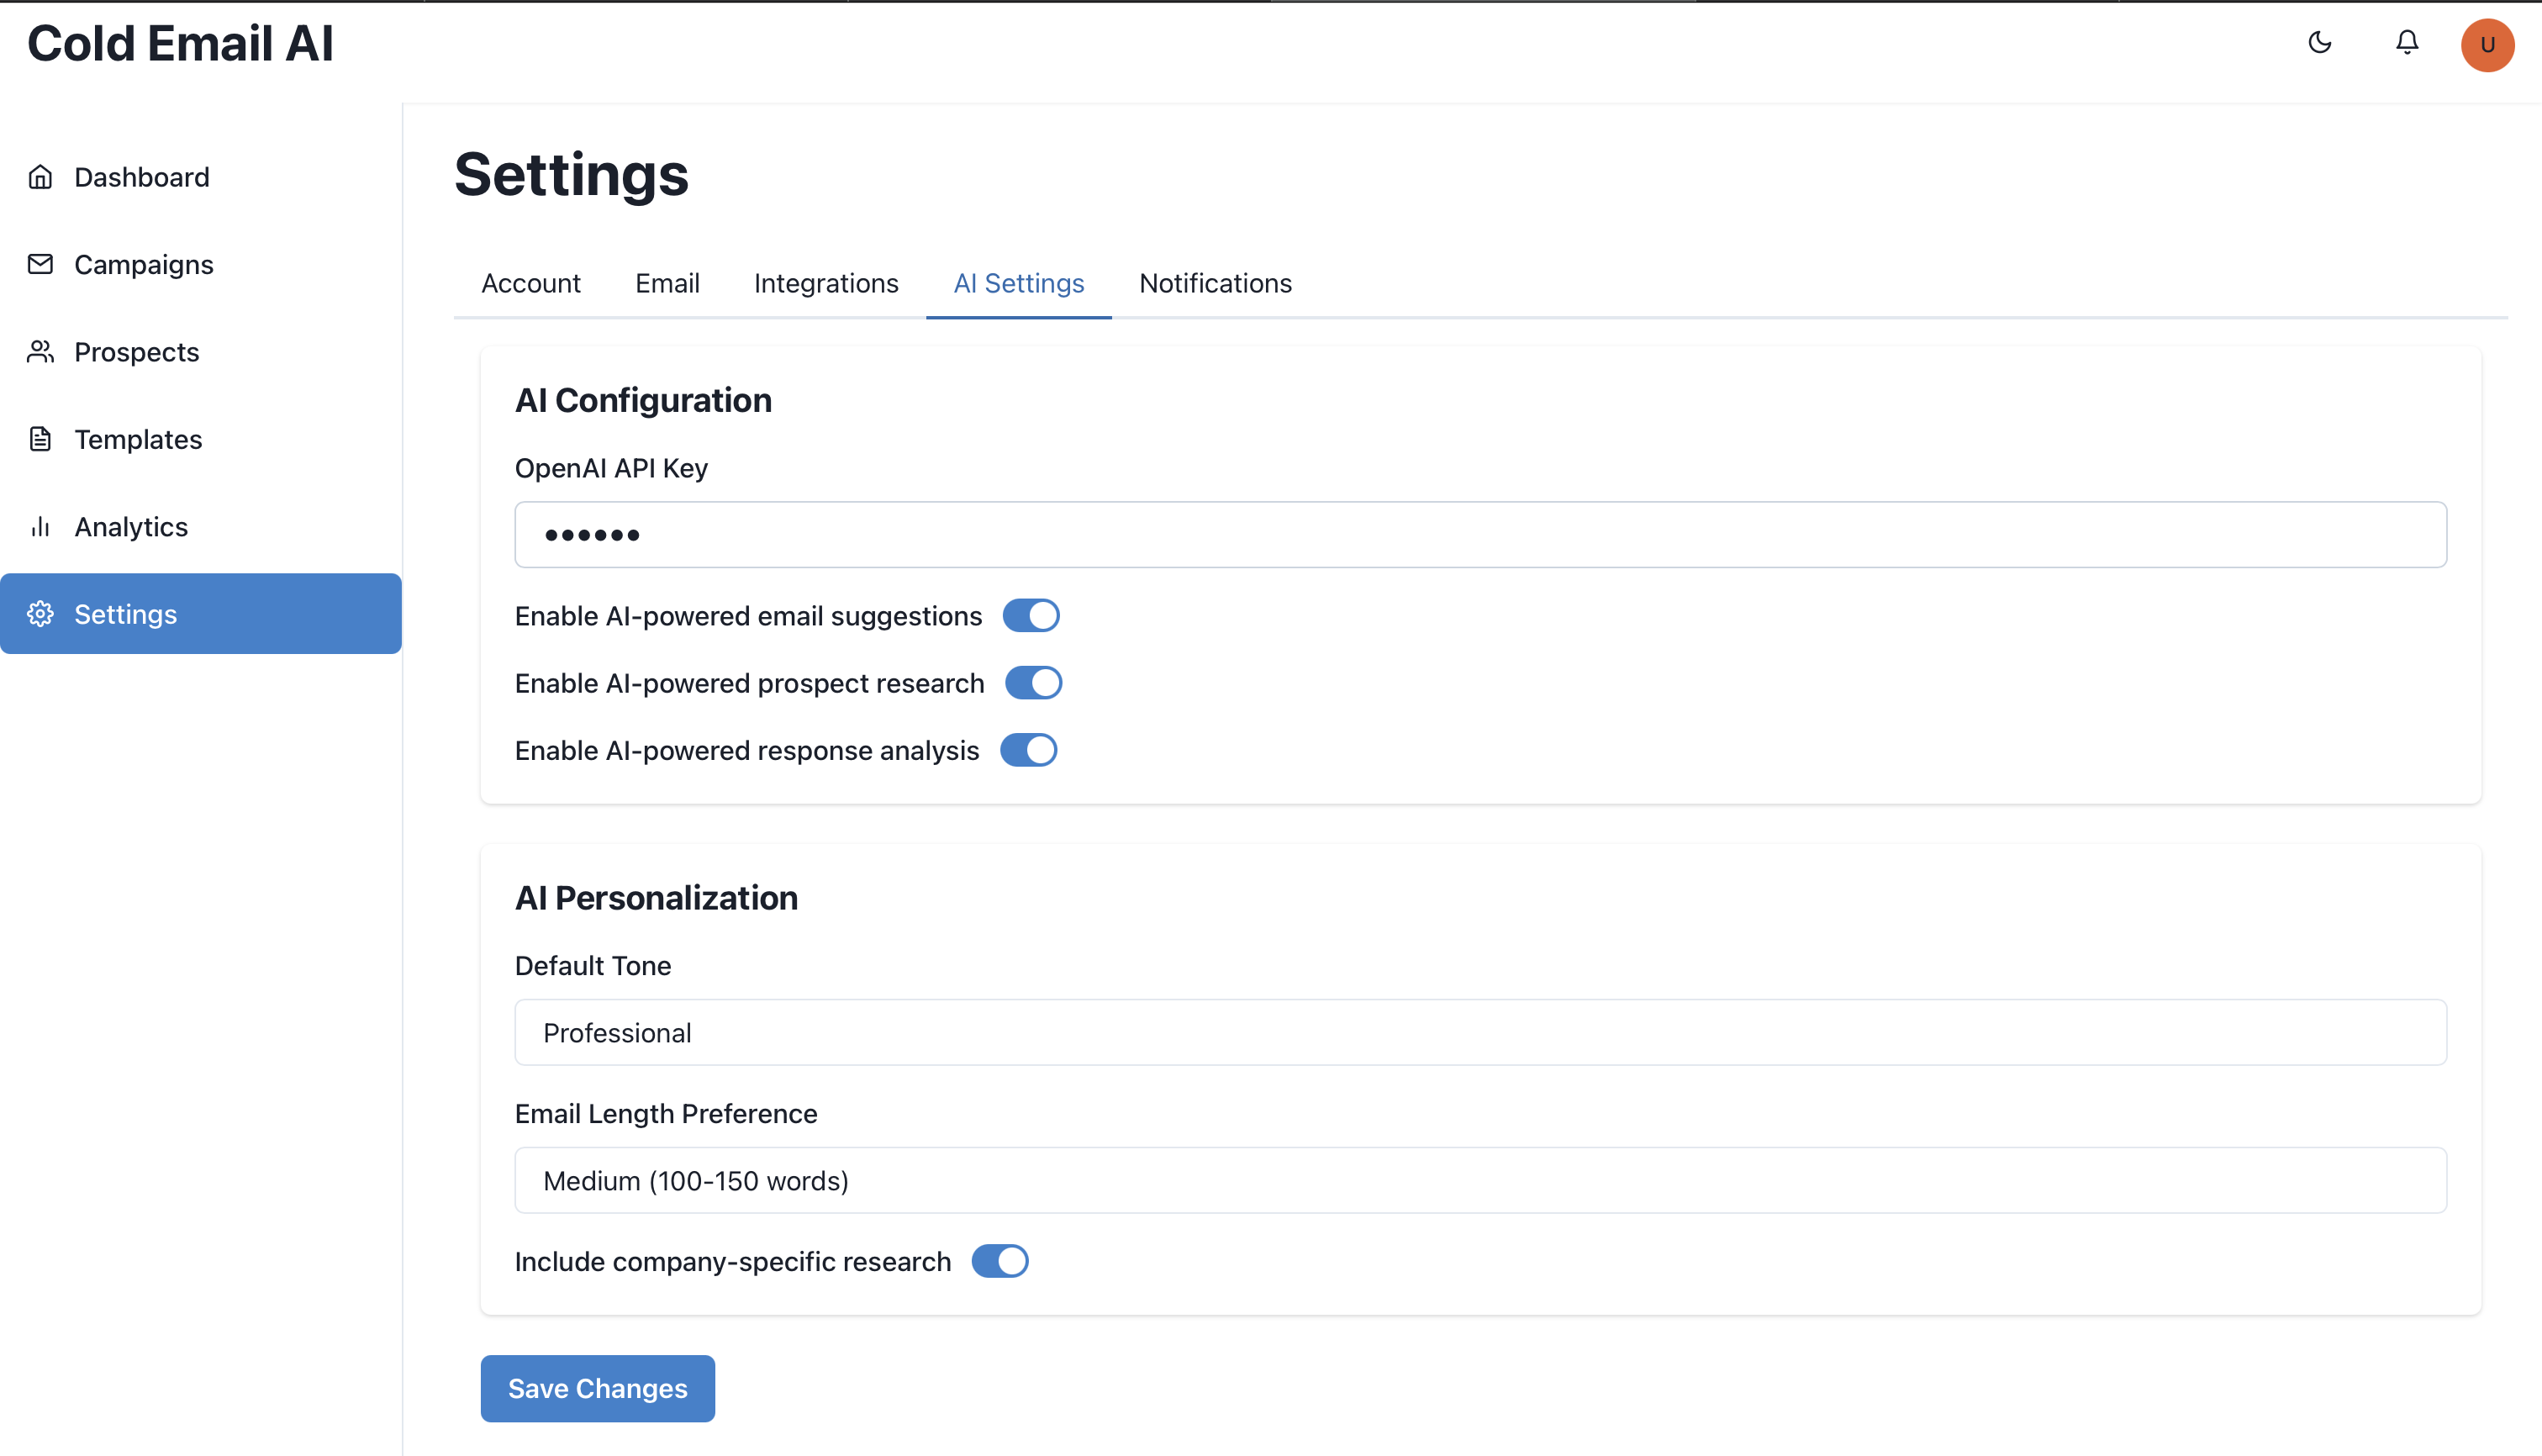 Cold Email AI
U
Dashboard
Campaigns
Prospects
Templates
Analytics
Settings
Settings
Account Email Integrations AI Settings Notifications
AI Configuration
OpenAI API Key
••••••
Enable AI-powered email suggestions
Enable AI-powered prospect research
Enable AI-powered response analysis
AI Personalization
Default Tone
Professional
Email Length Preference
Medium (100-150 words)
Include company-specific research
Save Changes